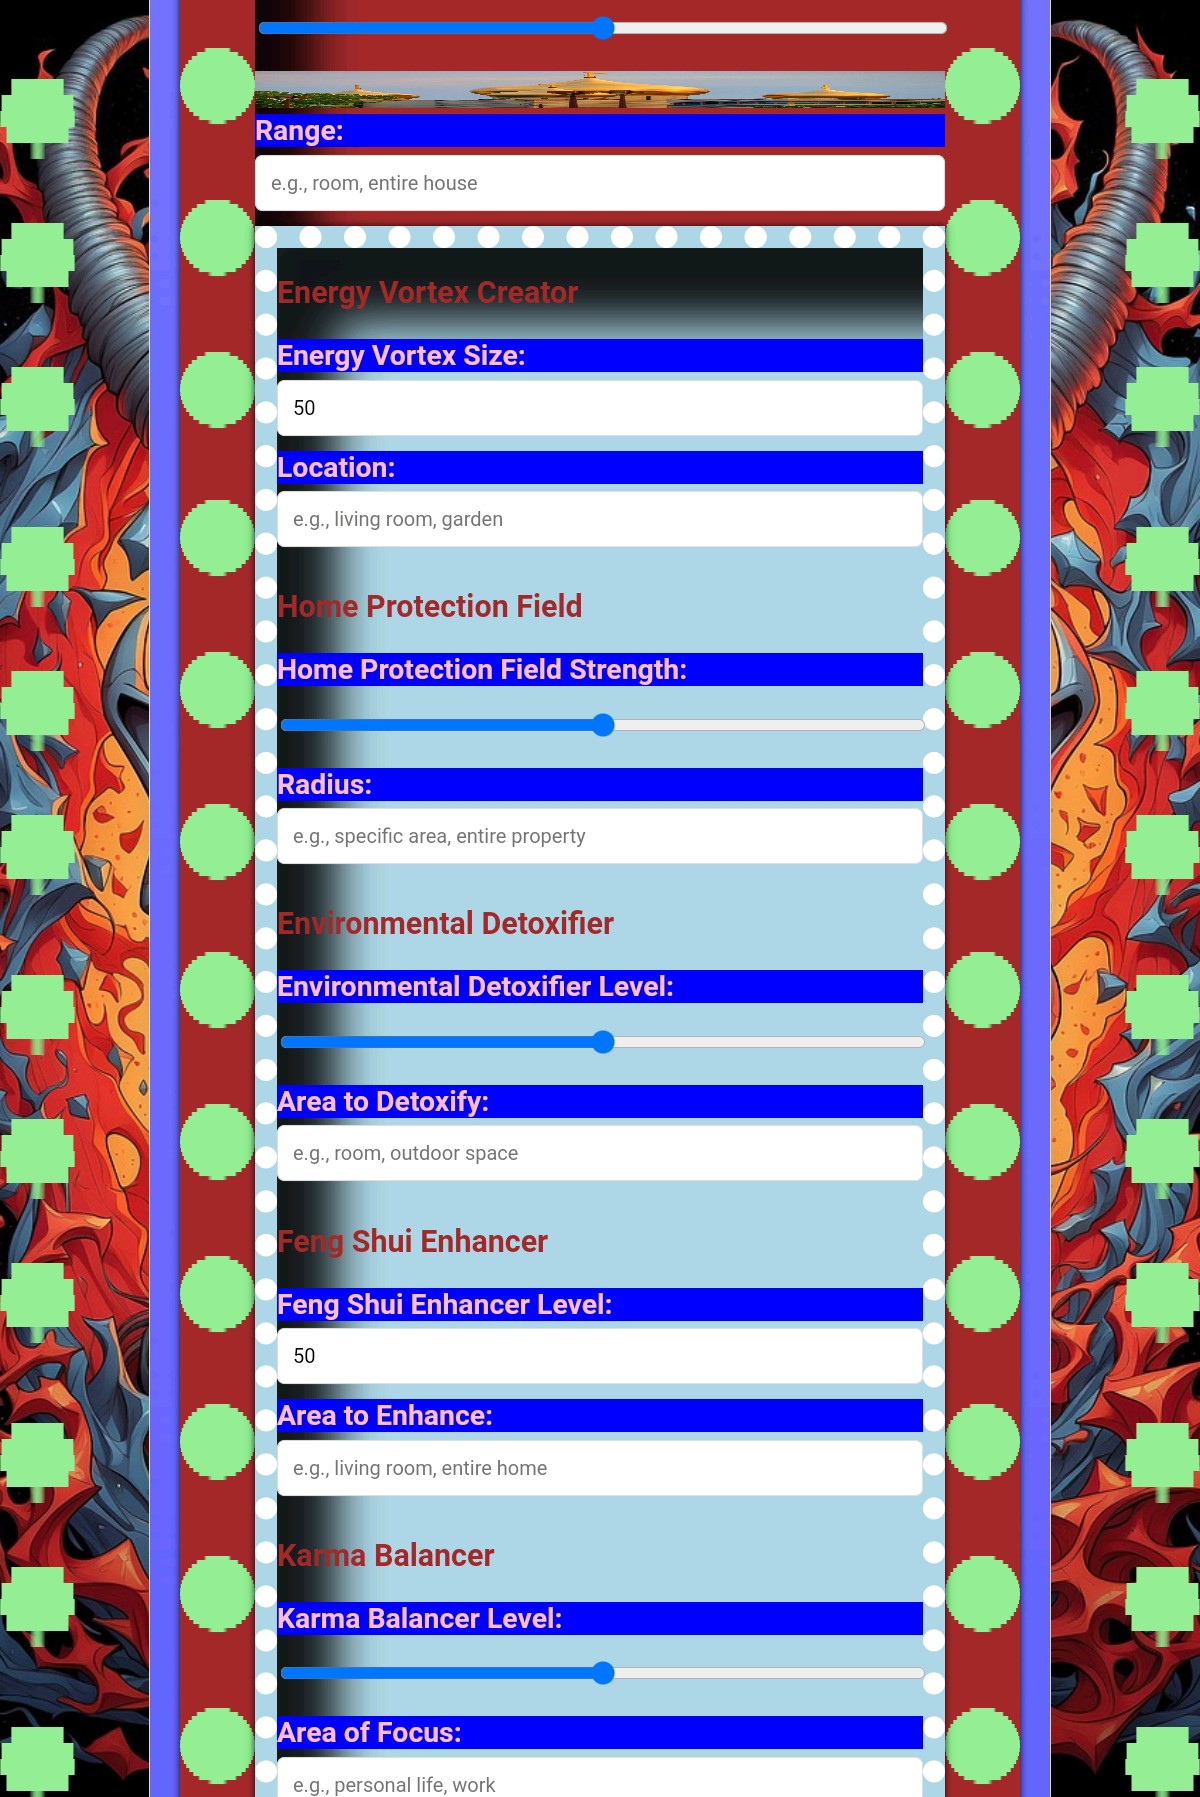 Range:
e.g., room, entire house
Energy Vortex Creator
Energy Vortex Size:
50
Location:
e.g., living room, garden
Home Protection Field
Home Protection Field Strength:
Radius:
e.g., specific area, entire property
Environmental Detoxifier
Environmental Detoxifier Level:
Area to Detoxify:
e.g., room, outdoor space
Feng Shui Enhancer
Feng Shui Enhancer Level:
50
Area to Enhance:
e.g., living room, entire home
Karma Balancer
Karma Balancer Level:
Area of Focus:
e.g., personal life, work